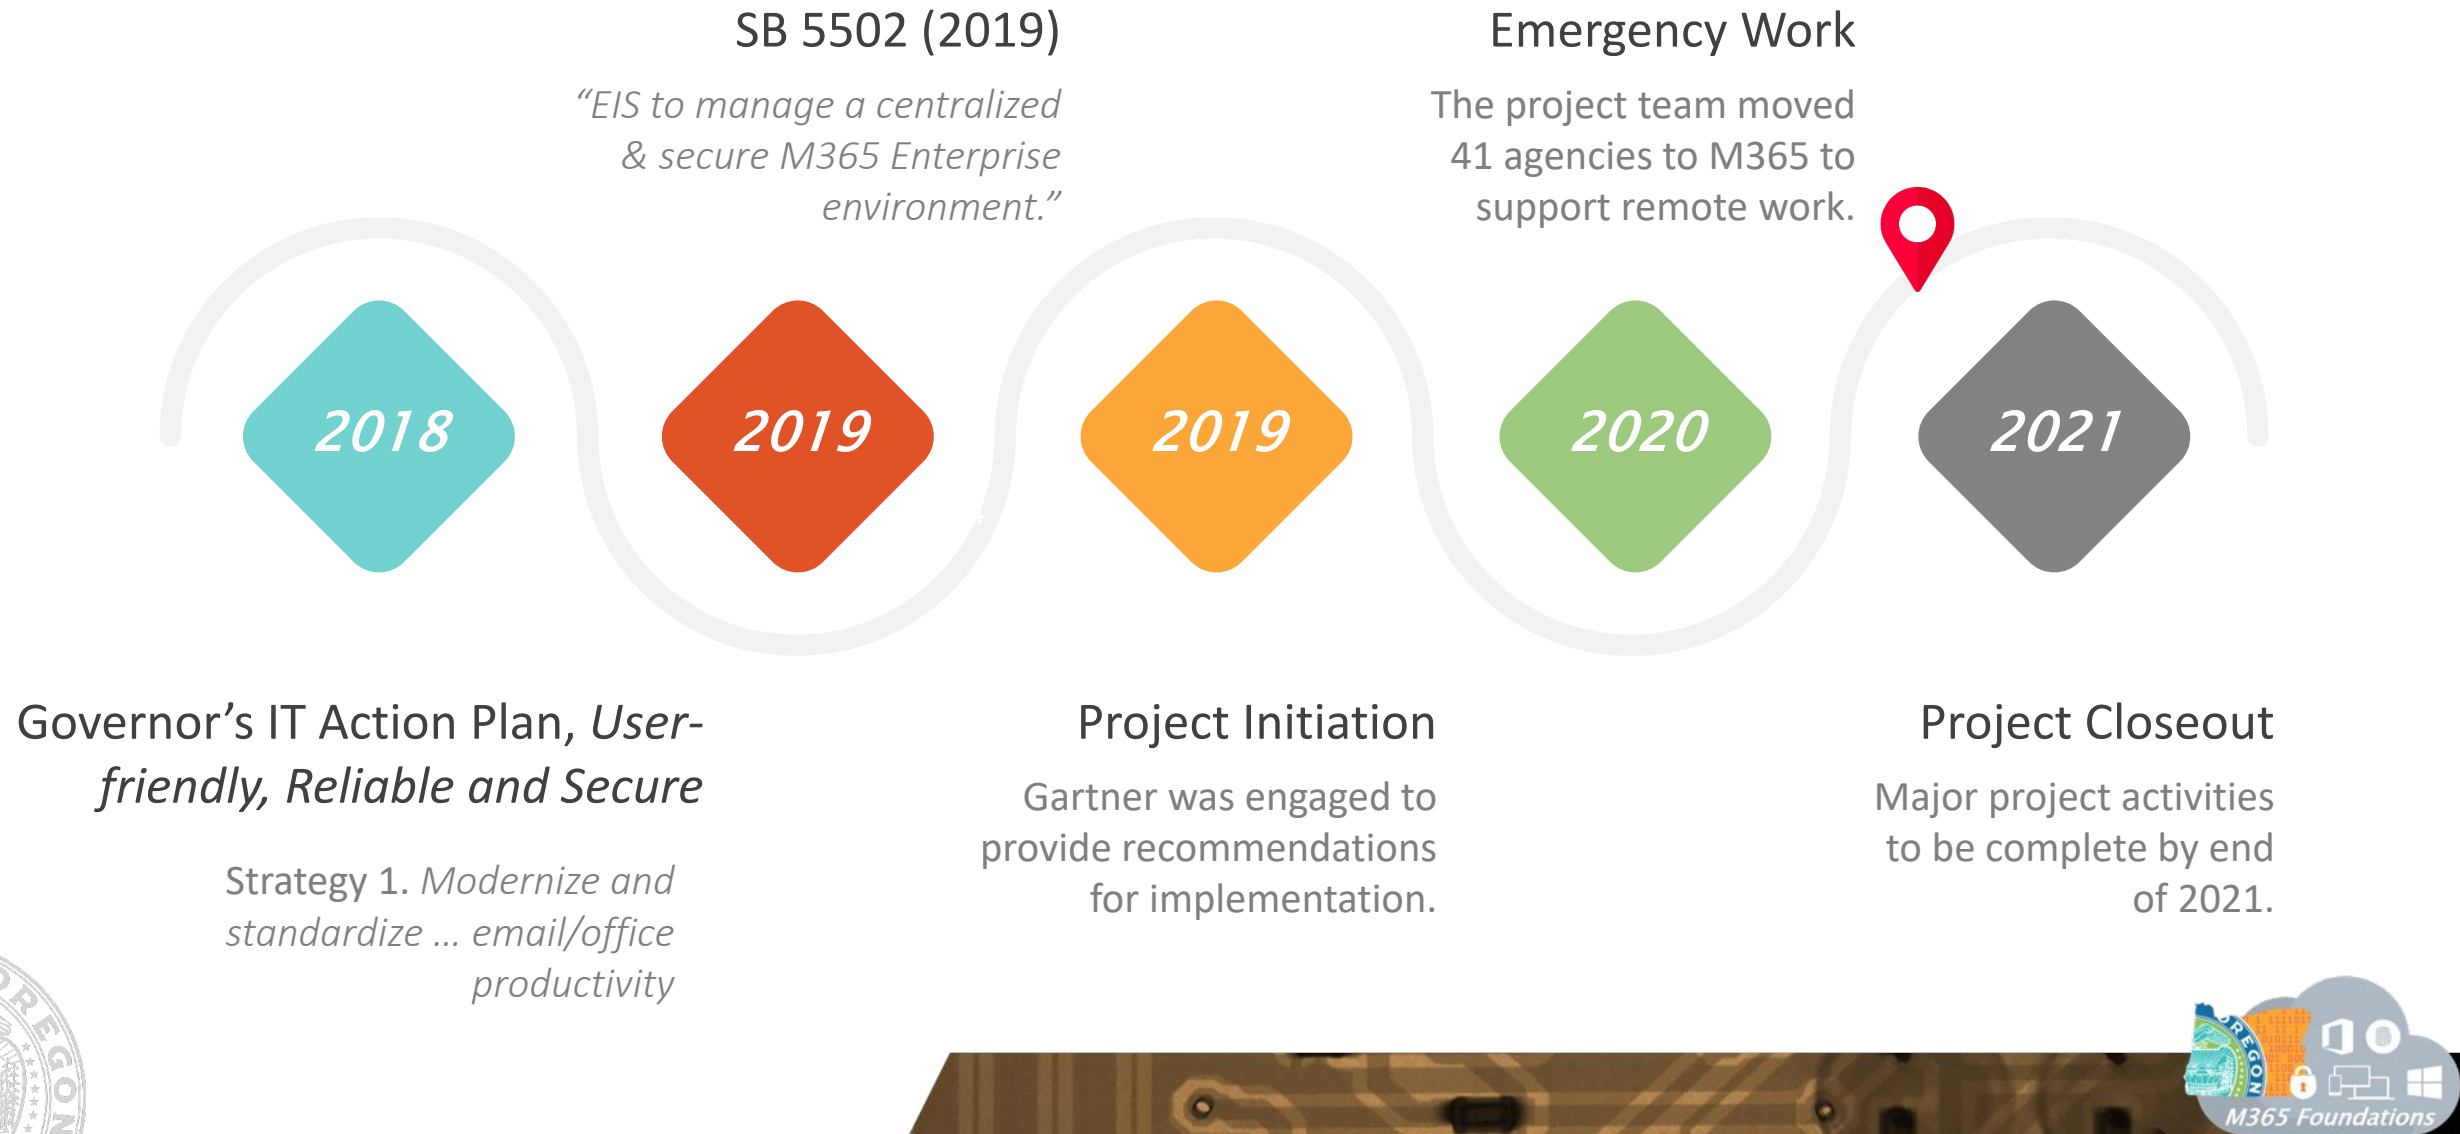 SB 5502 (2019)
“EIS to manage a centralized
& secure M365 Enterprise
environment.”
Emergency Work
The project team moved
41 agencies to M365 to
support remote work.
2018
2019
2019
2020
2021
Governor’s IT Action Plan, User-
friendly, Reliable and Secure
Strategy 1. Modernize and
standardize ... email/office
productivity
Project Initiation
Gartner was engaged to
provide recommendations
for implementation.
Project Closeout
Major project activities
to be complete by end
of 2021.
OREGON
OREGON
M365 Foundations